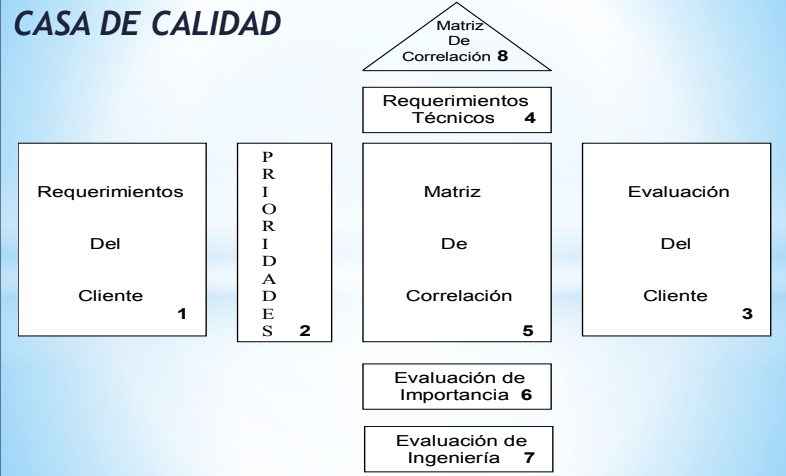 CASA DE CALIDAD
Matriz
De
Correlación 8
Requerimientos
Técnicos 4
Requerimientos
Del
Cliente
1
P
R
I
O
R
I
D
A
D
E
S 2
Matriz
De
Correlación
5
Evaluación
Del
Cliente
3
Evaluación de
Importancia 6
Evaluación de
Ingeniería 7